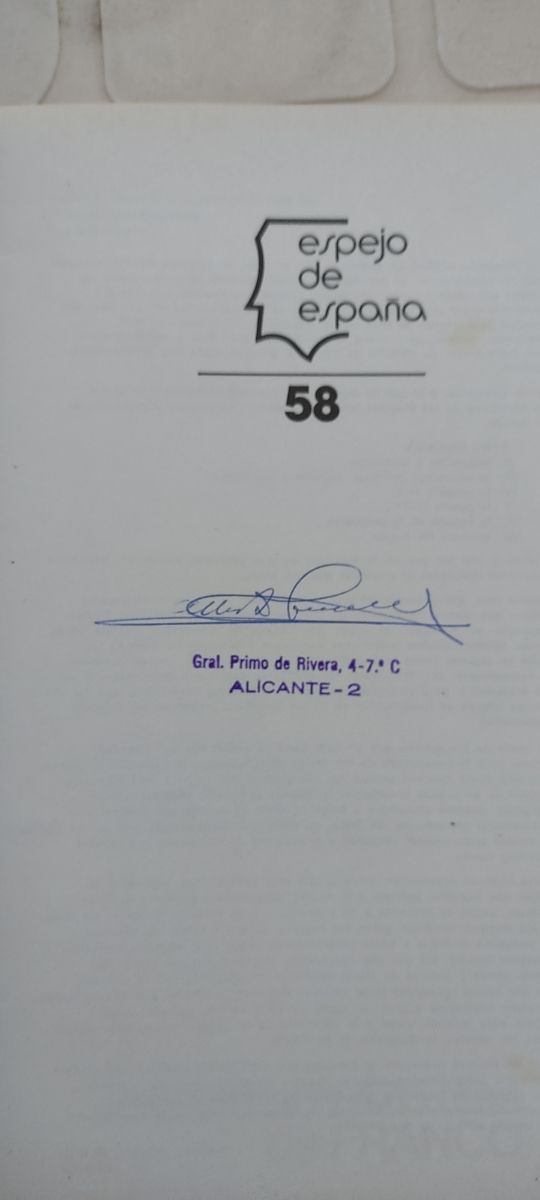 espejo
de
españa
58
Gral. Primo de Rivera, 4-7.º C
ALICANTE-2